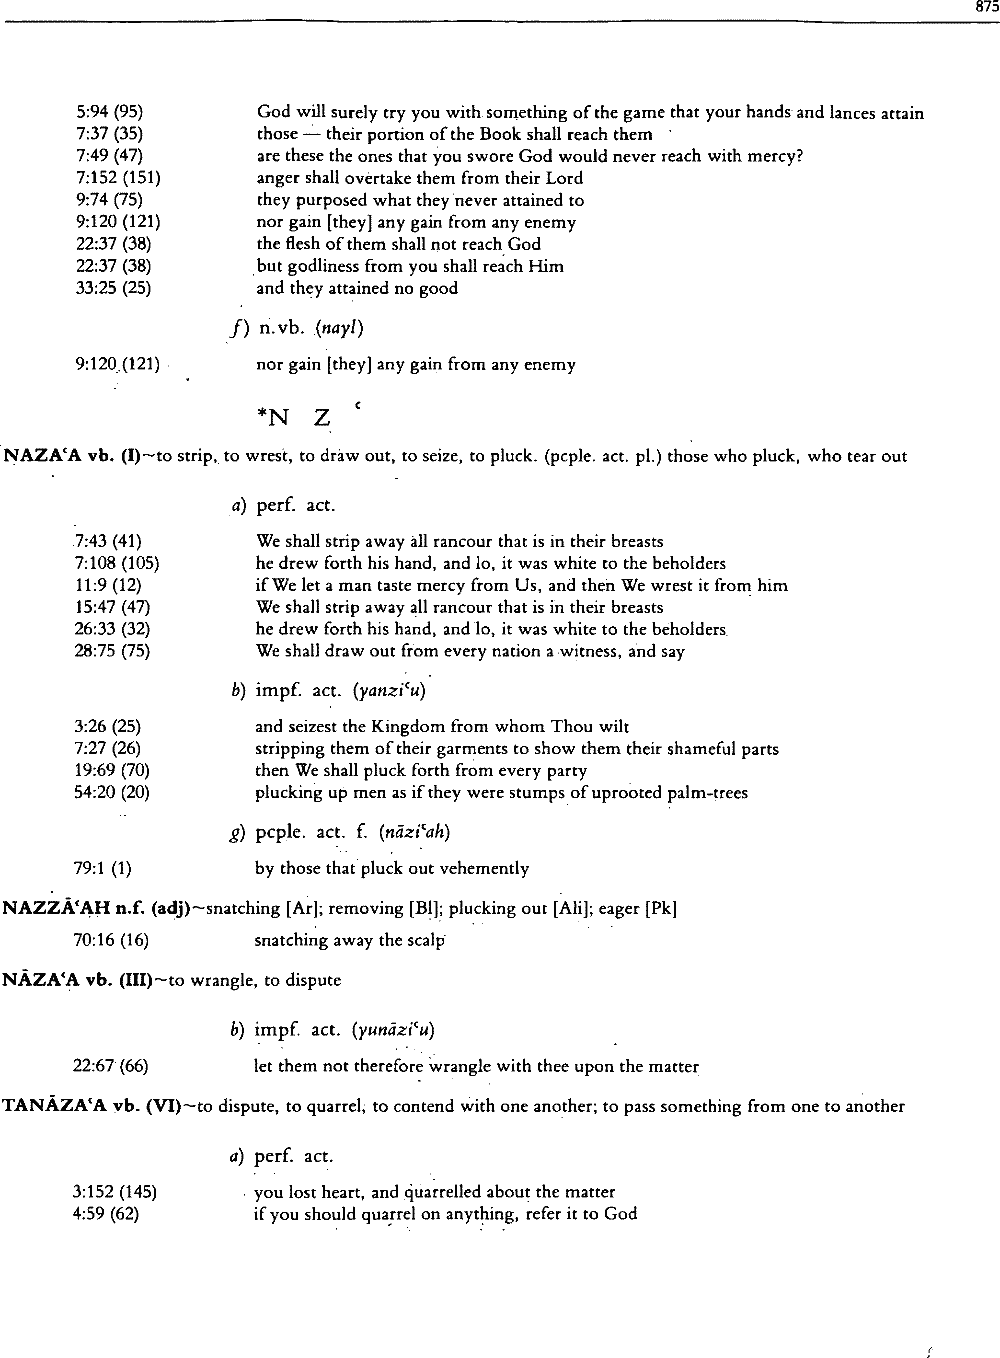 875
5:94 (95) God will surely try you with something of the game that your hands and lances attain
7:37 (35) those — their portion of the Book shall reach them
7:49 (47) are these the ones that you swore God would never reach with mercy?
7:152 (151) anger shall overtake them from their Lord
9:74 (75) they purposed what they never attained to
9:120 (121) nor gain [they] any gain from any enemy
22:37 (38) the flesh of them shall not reach God
22:37 (38) but godliness from you shall reach Him
33:25 (25) and they attained no good
f) n.vb. (nayl)
9:120 (121) nor gain [they] any gain from any enemy
*N Z ʿ
NAZAʿA vb. (I)~to strip, to wrest, to draw out, to seize, to pluck. (pcple. act. pl.) those who pluck, who tear out
a) perf. act.
7:43 (41) We shall strip away all rancour that is in their breasts
7:108 (105) he drew forth his hand, and lo, it was white to the beholders
11:9 (12) if We let a man taste mercy from Us, and then We wrest it from him
15:47 (47) We shall strip away all rancour that is in their breasts
26:33 (32) he drew forth his hand, and lo, it was white to the beholders
28:75 (75) We shall draw out from every nation a witness, and say
b) impf. act. (yanziʿu)
3:26 (25) and seizest the Kingdom from whom Thou wilt
7:27 (26) stripping them of their garments to show them their shameful parts
19:69 (70) then We shall pluck forth from every party
54:20 (20) plucking up men as if they were stumps of uprooted palm-trees
g) pcple. act. f. (nāziʿah)
79:1 (1) by those that pluck out vehemently
NAZZĀʿAH n.f. (adj)~snatching [Ar]; removing [Bl]; plucking out [Ali]; eager [Pk]
70:16 (16) snatching away the scalp
NĀZAʿA vb. (III)~to wrangle, to dispute
b) impf. act. (yunāziʿu)
22:67 (66) let them not therefore wrangle with thee upon the matter
TANĀZAʿA vb. (VI)~to dispute, to quarrel, to contend with one another; to pass something from one to another
a) perf. act.
3:152 (145) you lost heart, and quarrelled about the matter
4:59 (62) if you should quarrel on anything, refer it to God